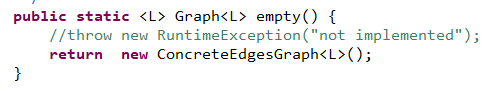 public static <L> Graph<L> empty() {
//throw new RuntimeException("not implemented");
return  new ConcreteEdgesGraph<L>();
}